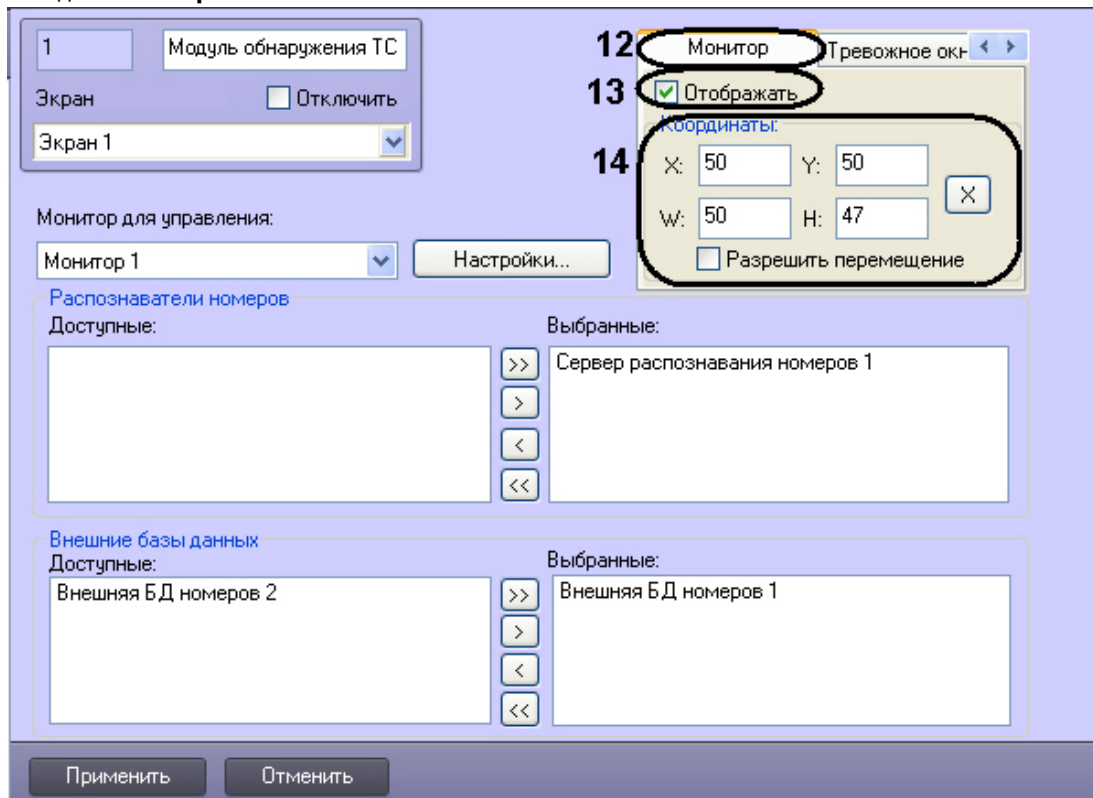 1
Модуль обнаружения ТС
Экран
Отключить
Экран 1
12
Монитор
Тревожное окн
13
Отображать
14
Координаты:
X: 50 Y: 50
X
W: 50 H: 47
Разрешить перемещение
Монитор для управления:
Монитор 1
Настройки...
Распознаватели номеров
Доступные: Выбранные:
Сервер распознавания номеров 1
>>
>
<
<<
Внешние базы данных
Доступные: Выбранные:
Внешняя БД номеров 2
>>
Внешняя БД номеров 1
>
<
<<
Применить Отменить